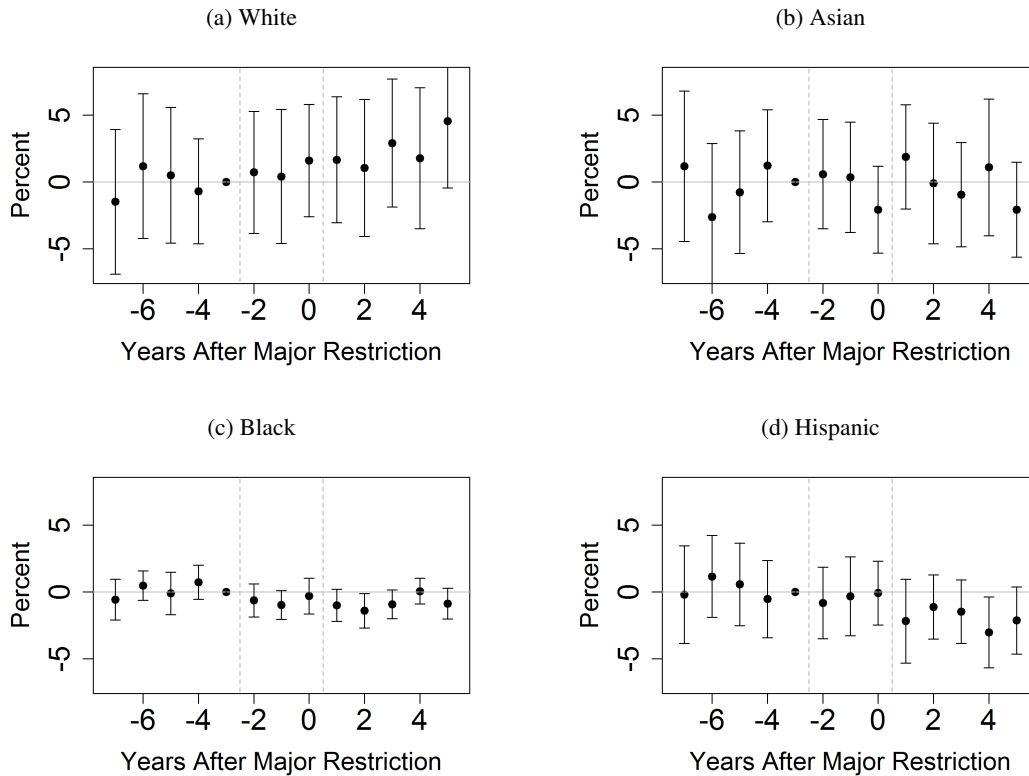 (a) White
(b) Asian
Percent
5
0
-5
-6 -4 -2 0 2 4
Years After Major Restriction
Percent
5
0
-5
-6 -4 -2 0 2 4
Years After Major Restriction
(c) Black
(d) Hispanic
Percent
5
0
-5
-6 -4 -2 0 2 4
Years After Major Restriction
Percent
5
0
-5
-6 -4 -2 0 2 4
Years After Major Restriction